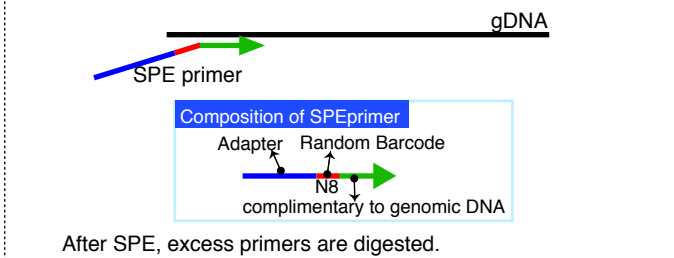 gDNA
SPE primer
Composition of SPEprimer
Adapter Random Barcode
N8
complimentary to genomic DNA
After SPE, excess primers are digested.